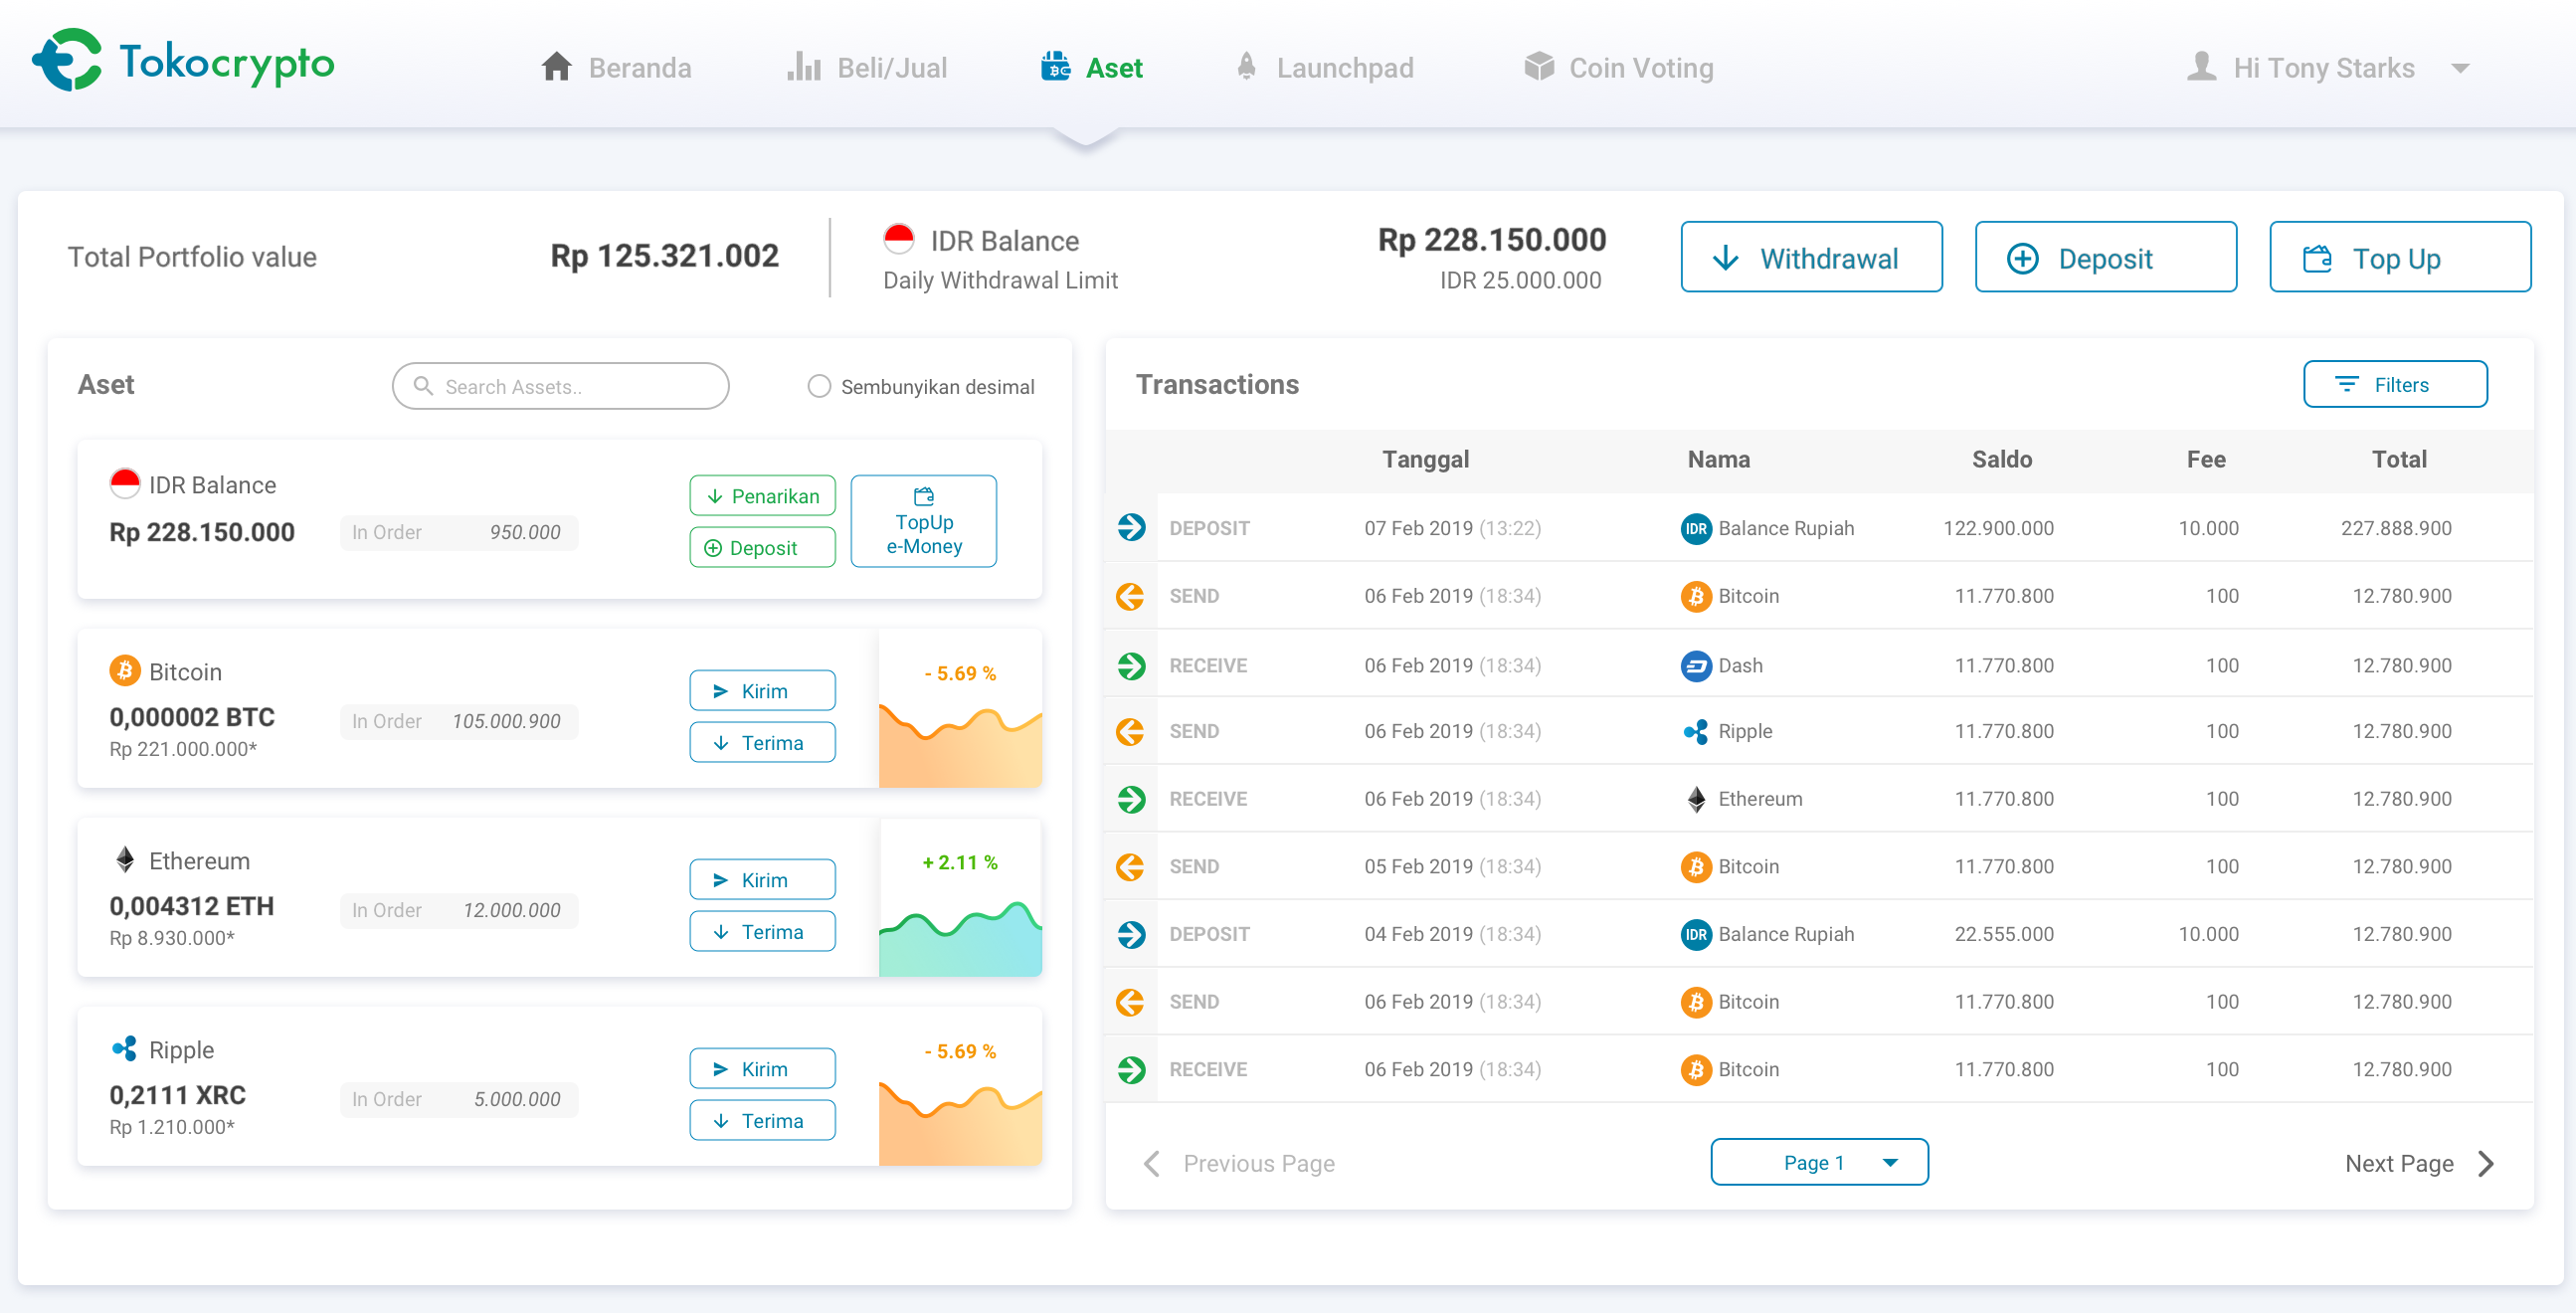 Tokocrypto
Beranda
Beli/Jual
Aset
Launchpad
Coin Voting
Hi Tony Starks
Total Portfolio value
Rp 125.321.002
IDR Balance
Rp 228.150.000
Daily Withdrawal Limit
IDR 25.000.000
Withdrawal
Deposit
Top Up
Aset
Search Assets..
Sembunyikan desimal
IDR Balance
Rp 228.150.000
In Order 950.000
Penarikan
Deposit
TopUp
e-Money
Bitcoin
0,000002 BTC
Rp 221.000.000*
In Order 105.000.900
Kirim
Terima
- 5.69 %
Ethereum
0,004312 ETH
Rp 8.930.000*
In Order 12.000.000
Kirim
Terima
+ 2.11 %
Ripple
0,2111 XRC
Rp 1.210.000*
In Order 5.000.000
Kirim
Terima
- 5.69 %
Transactions
Filters
Tanggal Nama Saldo Fee Total
DEPOSIT 07 Feb 2019 (13:22) IDR Balance Rupiah 122.900.000 10.000 227.888.900
SEND 06 Feb 2019 (18:34) Bitcoin 11.770.800 100 12.780.900
RECEIVE 06 Feb 2019 (18:34) Dash 11.770.800 100 12.780.900
SEND 06 Feb 2019 (18:34) Ripple 11.770.800 100 12.780.900
RECEIVE 06 Feb 2019 (18:34) Ethereum 11.770.800 100 12.780.900
SEND 05 Feb 2019 (18:34) Bitcoin 11.770.800 100 12.780.900
DEPOSIT 04 Feb 2019 (18:34) IDR Balance Rupiah 22.555.000 10.000 12.780.900
SEND 06 Feb 2019 (18:34) Bitcoin 11.770.800 100 12.780.900
RECEIVE 06 Feb 2019 (18:34) Bitcoin 11.770.800 100 12.780.900
Previous Page
Page 1
Next Page